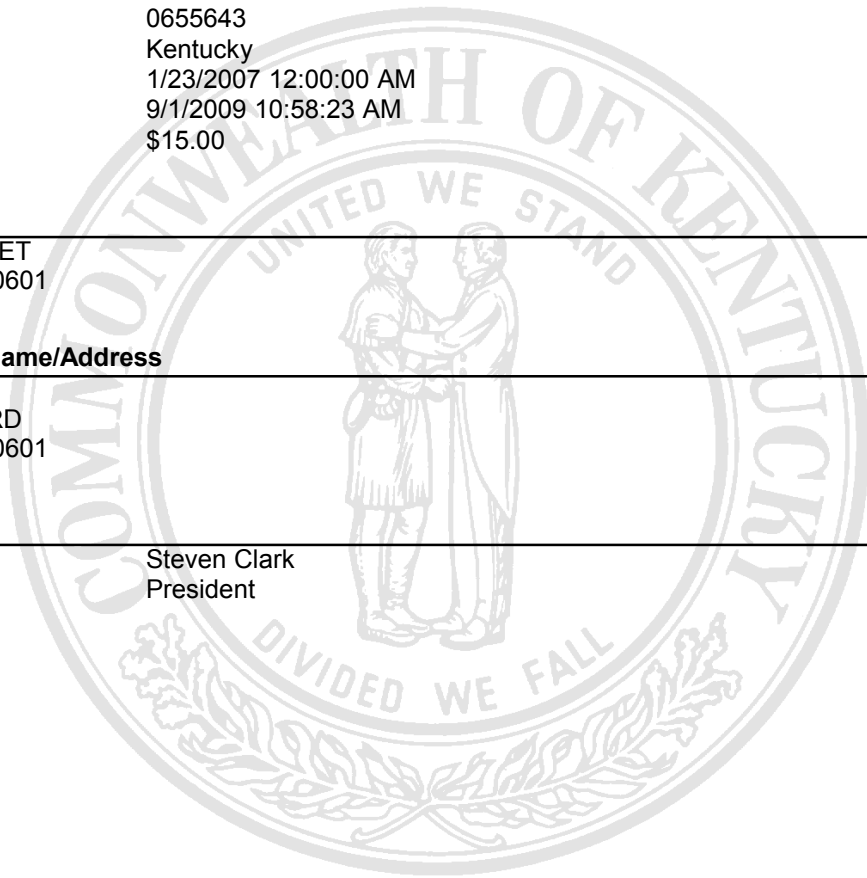 0655643
Kentucky
1/23/2007 12:00:00 AM
9/1/2009 10:58:23 AM
$15.00
COMMONWEALTH OF KENTUCKY
UNITED WE STAND
ET
0601
ame/Address
RD
0601
Steven Clark
President
DIVIDED WE FALL